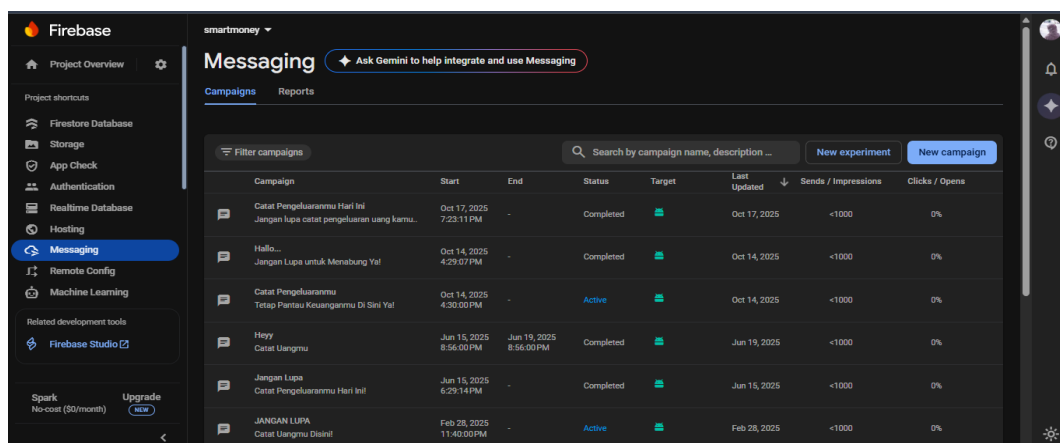 Firebase
Project Overview
Project shortcuts
Firestore Database
Storage
App Check
Authentication
Realtime Database
Hosting
Messaging
Remote Config
Machine Learning
Related development tools
Firebase Studio
Spark
No-cost ($0/month)
Upgrade
NEW
smartmoney
Messaging
Ask Gemini to help integrate and use Messaging
Campaigns Reports
Filter campaigns
Search by campaign name, description ...
New experiment
New campaign
Campaign Start End Status Target Last Updated Sends / Impressions Clicks / Opens
Catat Pengeluaranmu Hari Ini
Jangan lupa catat pengeluaran uang kamu..
Oct 17, 2025
7:23:11 PM
- Completed Oct 17, 2025 <1000 0%
Hallo...
Jangan Lupa untuk Menabung Ya!
Oct 14, 2025
4:29:07 PM
- Completed Oct 14, 2025 <1000 0%
Catat Pengeluaranmu
Tetap Pantau Keuanganmu Di Sini Ya!
Oct 14, 2025
4:30:00 PM
- Active Oct 14, 2025 <1000 0%
Heyy
Catat Uangmu
Jun 15, 2025
8:56:00 PM
Jun 19, 2025
8:56:00 PM
Completed Jun 19, 2025 <1000 0%
Jangan Lupa
Catat Pengeluaranmu Hari Ini!
Jun 15, 2025
6:29:14 PM
- Completed Jun 15, 2025 <1000 0%
JANGAN LUPA
Catat Uangmu Disini!
Feb 28, 2025
11:40:00 PM
- Active Feb 28, 2025 <1000 0%